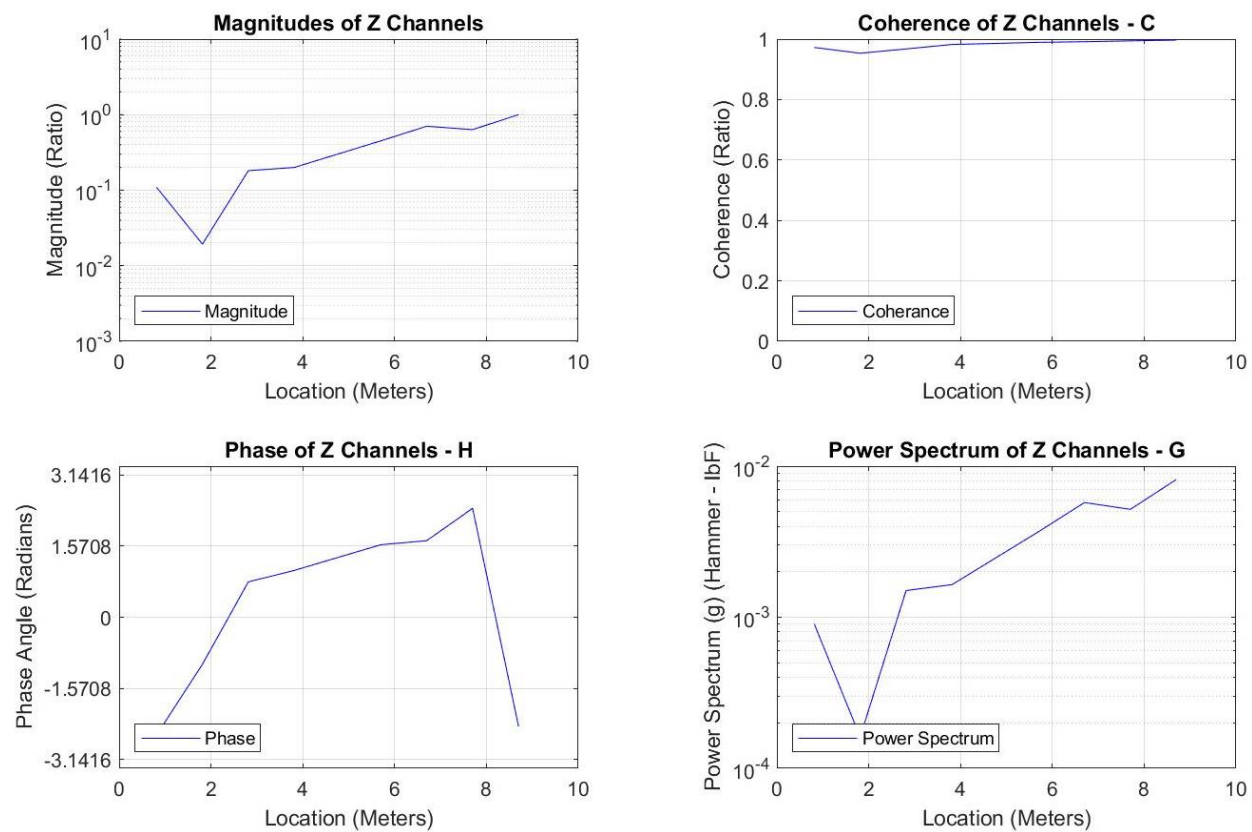 Magnitudes of Z Channels
Magnitude (Ratio)
10^1
10^0
10^-1
10^-2
10^-3
Magnitude
0 2 4 6 8 10
Location (Meters)
Coherence of Z Channels - C
Coherence (Ratio)
1
0.8
0.6
0.4
0.2
0
Coherance
0 2 4 6 8 10
Location (Meters)
Phase of Z Channels - H
Phase Angle (Radians)
3.1416
1.5708
0
-1.5708
-3.1416
Phase
0 2 4 6 8 10
Location (Meters)
Power Spectrum of Z Channels - G
Power Spectrum (g) (Hammer - lbF)
10^-2
10^-3
10^-4
Power Spectrum
0 2 4 6 8 10
Location (Meters)